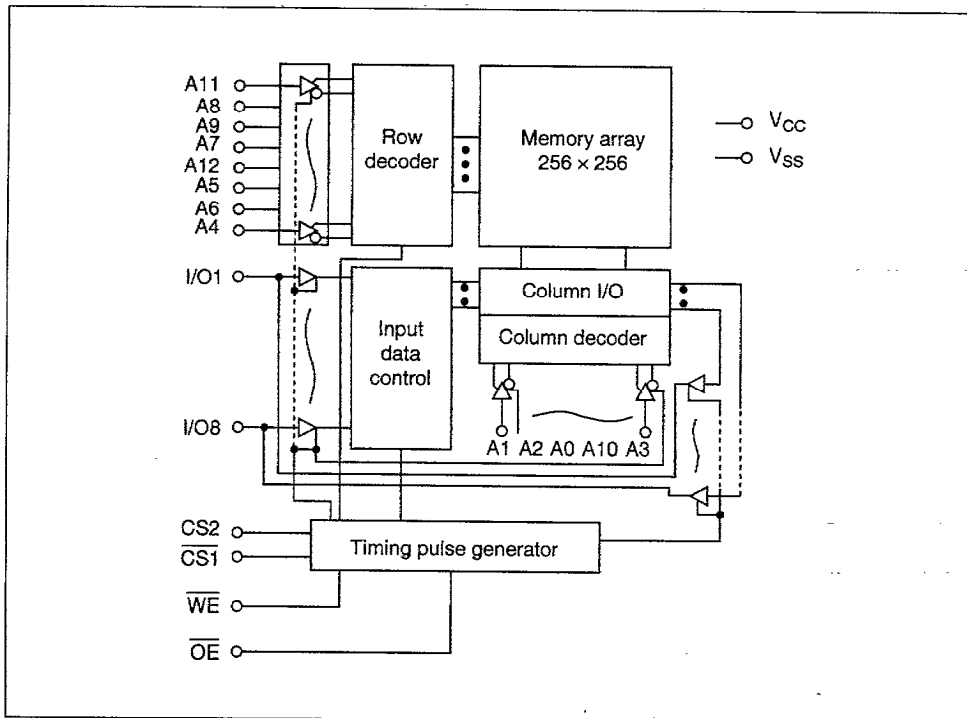 A11
A8
A9
A7
A12
A5
A6
A4
Row
decoder
Memory array
256 × 256
VCC
VSS
I/O1
I/O8
Input
data
control
Column I/O
Column decoder
A1 A2 A0 A10 A3
CS2
CS1
WE
OE
Timing pulse generator